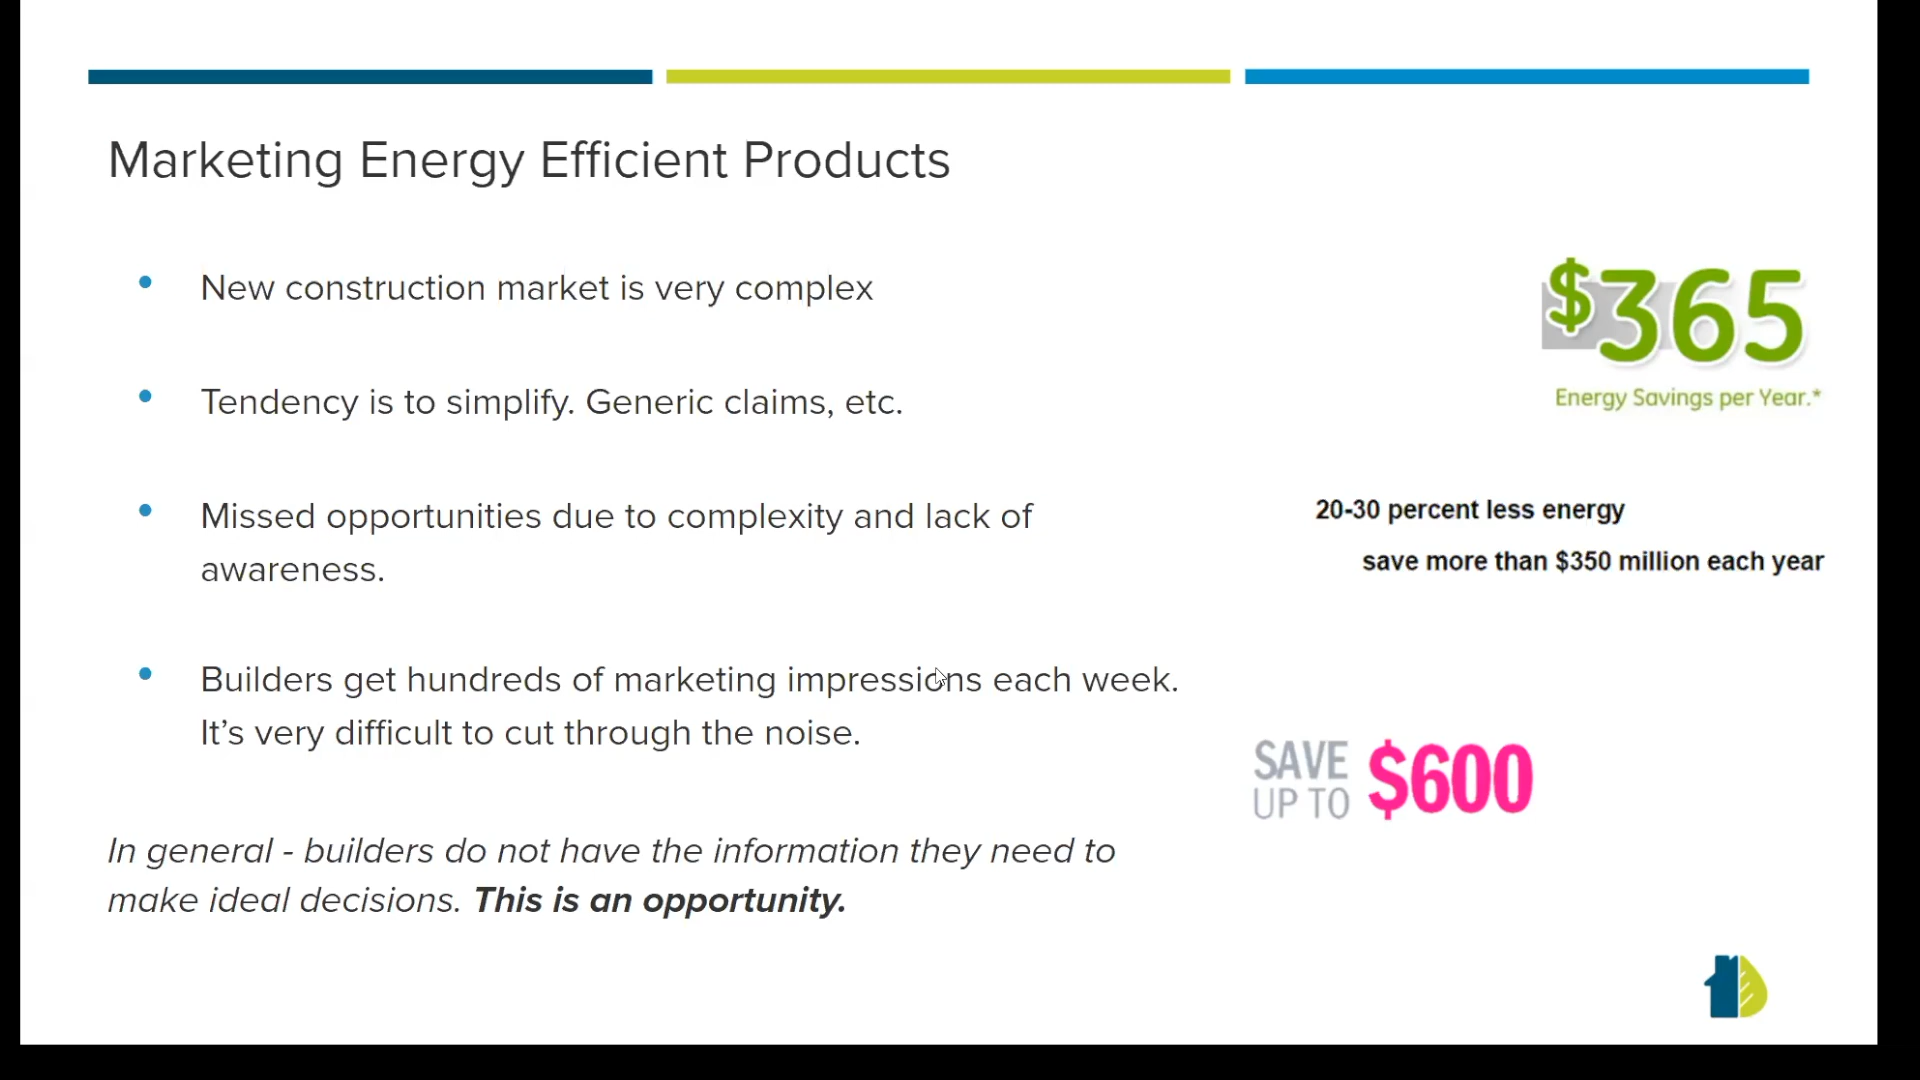 Marketing Energy Efficient Products
• New construction market is very complex
• Tendency is to simplify. Generic claims, etc.
• Missed opportunities due to complexity and lack of
awareness.
• Builders get hundreds of marketing impressions each week.
It’s very difficult to cut through the noise.
In general - builders do not have the information they need to
make ideal decisions. This is an opportunity.
$365
Energy Savings per Year.*
20-30 percent less energy
save more than $350 million each year
SAVE
UP TO
$600